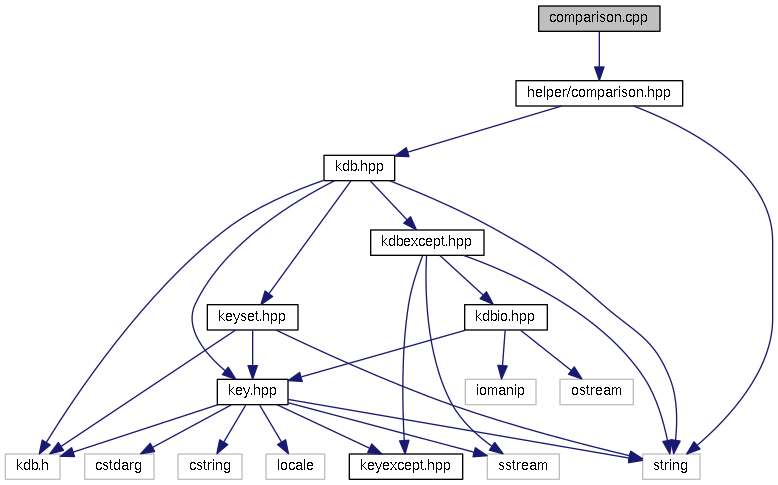 comparison.cpp
helper/comparison.hpp
kdb.hpp
kdbexcept.hpp
keyset.hpp
kdbio.hpp
key.hpp
iomanip
ostream
kdb.h
cstdarg
cstring
locale
keyexcept.hpp
sstream
string